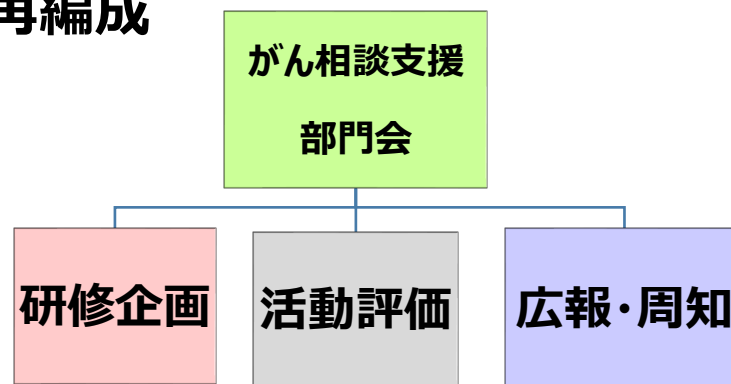 再編成
がん相談支援
部門会
研修企画
活動評価
広報・周知